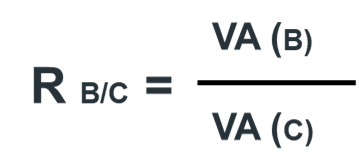 VA (B)
R B/C =
VA (C)